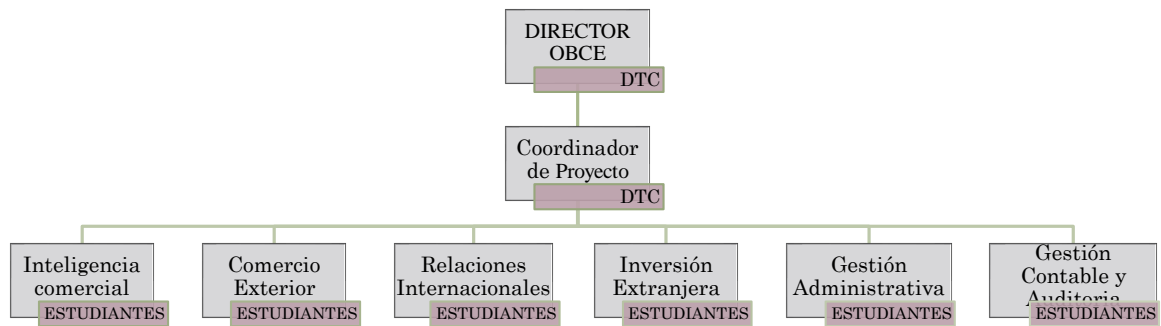 DIRECTOR
OBCE
DTC
Coordinador
de Proyecto
DTC
Inteligencia
comercial
ESTUDIANTES
Comercio
Exterior
ESTUDIANTES
Relaciones
Internacionales
ESTUDIANTES
Inversión
Extranjera
ESTUDIANTES
Gestión
Administrativa
ESTUDIANTES
Gestión
Contable y
Auditoria
ESTUDIANTES